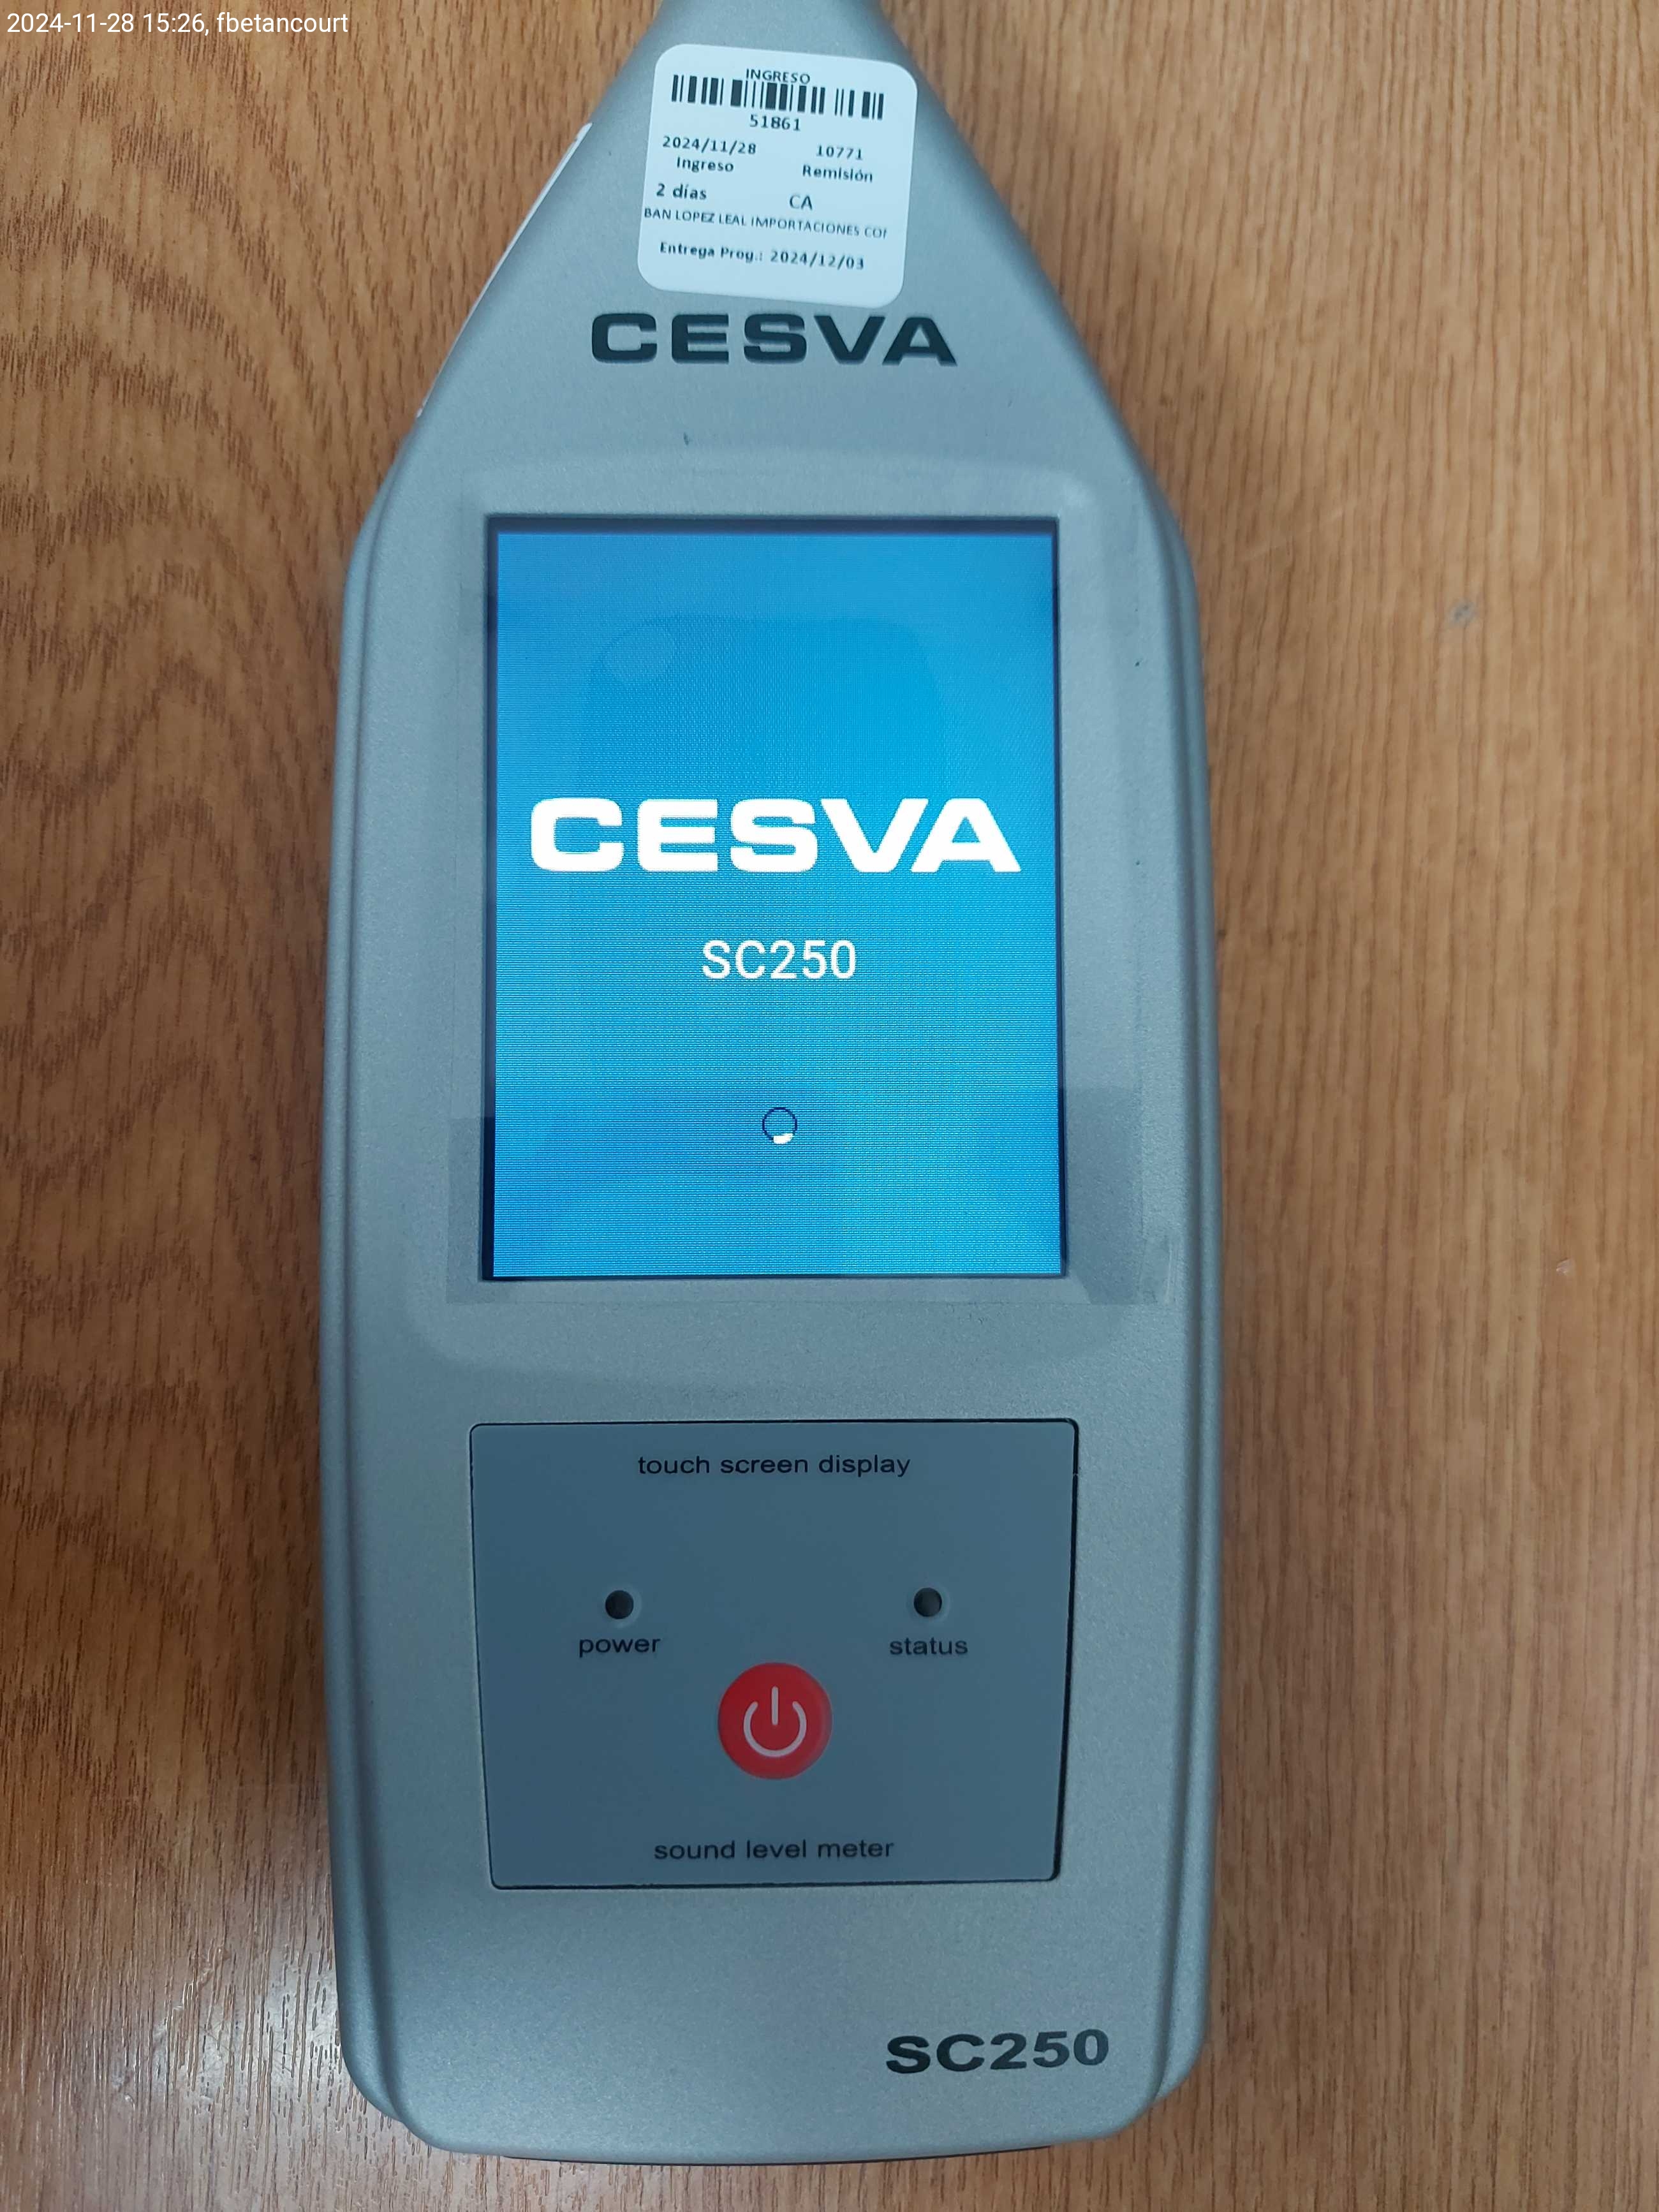 2024-11-28 15:26, fbetancourt
INGRESO
51861
2024/11/28 10771
Ingreso Remisión
2 días CA
BAN LOPEZ LEAL IMPORTACIONES CO
Entrega Prog.: 2024/12/03
CESVA
CESVA
SC250
touch screen display
power status
sound level meter
SC250